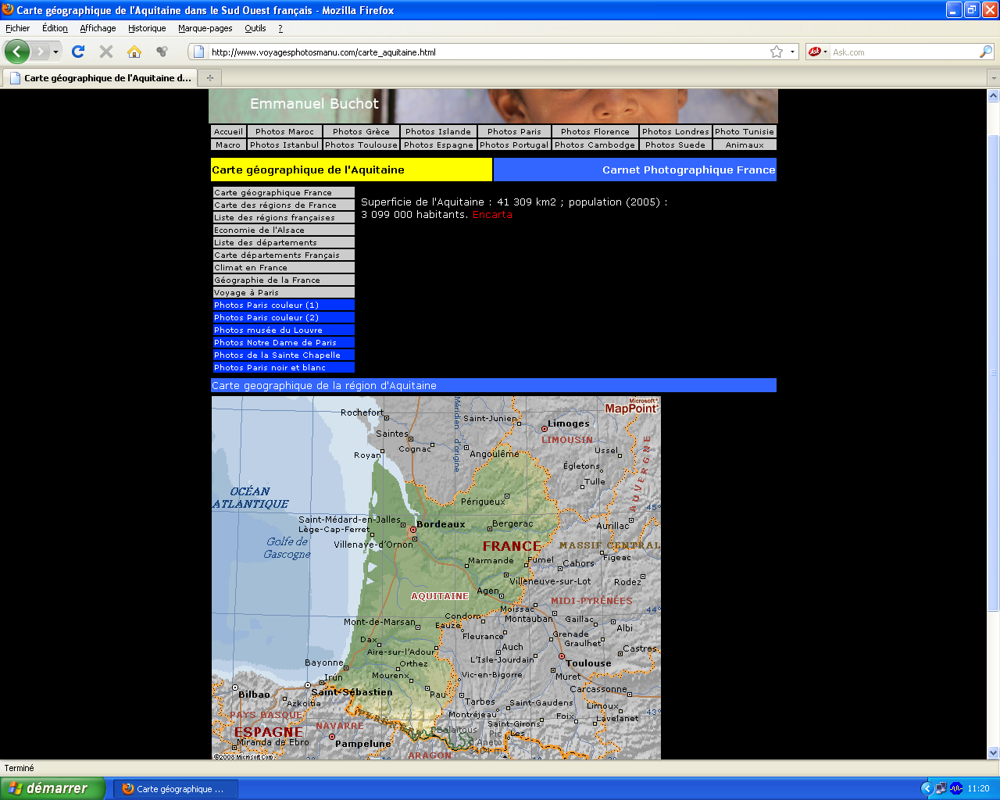 Carte géographique de l'Aquitaine dans le Sud Ouest français - Mozilla Firefox
Fichier Édition Affichage Historique Marque-pages Outils ?
http://www.voyagesphotosmanu.com/carte_aquitaine.html Ask Ask.com
Carte géographique de l'Aquitaine d...
Emmanuel Buchot
Accueil Photos Maroc Photos Grèce Photos Islande Photos Paris Photos Florence Photos Londres Photo Tunisie
Macro Photos Istanbul Photos Toulouse Photos Espagne Photos Portugal Photos Cambodge Photos Suede Animaux
Carte géographique de l'Aquitaine Carnet Photographique France
Carte géographique France
Carte des régions de France
Liste des régions françaises
Economie de l'Alsace
Liste des départements
Carte départements Français
Climat en France
Géographie de la France
Voyage à Paris
Photos Paris couleur (1)
Photos Paris couleur (2)
Photos musée du Louvre
Photos Notre Dame de Paris
Photos de la Sainte Chapelle
Photos Paris noir et blanc
Superficie de l'Aquitaine : 41 309 km2 ; population (2005) :
3 099 000 habitants. Encarta
Carte geographique de la région d'Aquitaine
Microsoft
MapPoint
Méridien d'origine
Rochefort
Saint-Junien
Limoges
Saintes
LIMOUSIN
Cognac
Royan
Angoulême
Ussel
AUVERGNE
Égletons
Tulle
OCÉAN
ATLANTIQUE
Périgueux
45°
Saint-Médard-en-Jalles
Bordeaux
Bergerac
Aurillac
Lège-Cap-Ferret
Golfe de
Gascogne
Villenave-d'Ornon
FRANCE
MASSIF CENTRAL
Marmande
Fumel
Cahors
Figeac
Villeneuve-sur-Lot
Rodez
Agen
AQUITAINE
MIDI-PYRÉNÉES
Moissac
44°
Condom
Montauban
Gaillac
Mont-de-Marsan
Eauze
Albi
Fleurance
Grenade
Dax
Graulhet
Aire-sur-l'Adour
Auch
Castres
L'Isle-Jourdain
Bayonne
Orthez
Toulouse
Irún
Mourenx
Vic-en-Bigorre
Muret
Bilbao
Saint-Sébastien
Pau
Carcassonne
Azkoitia
Tarbes
Saint-Gaudens
Limoux
43°
PAYS BASQUE
Montréjeau
Foix
Lavelanet
PYRÉNÉES
NAVARRE
Saint-Girons
ESPAGNE
Balaïtous
Pic
Les
Miranda de Ebro
Pampelune
Aneto
3404 m
ARAGON
©2008 Microsoft Corp.
Terminé
démarrer Carte géographique ... 11:20